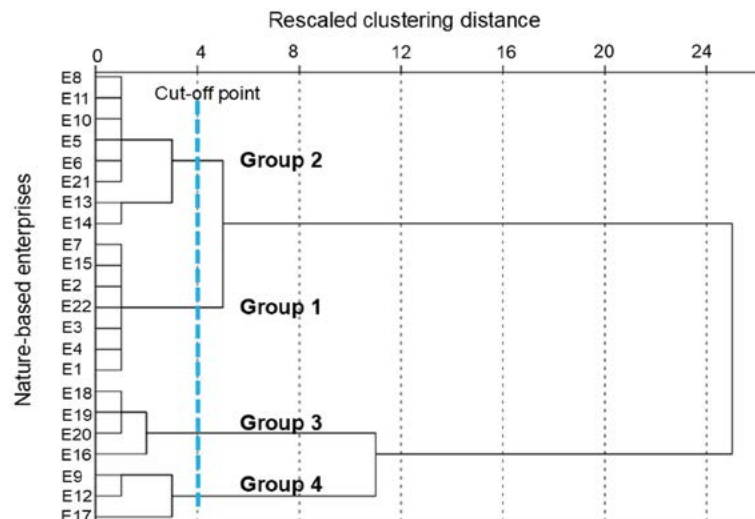 Rescaled clustering distance
0 4 8 12 16 20 24
Cut-off point
Nature-based enterprises
E8
E11
E10
E5
E6
E21
E13
E14
E7
E15
E2
E22
E3
E4
E1
E18
E19
E20
E16
E9
E12
E17
Group 2
Group 1
Group 3
Group 4